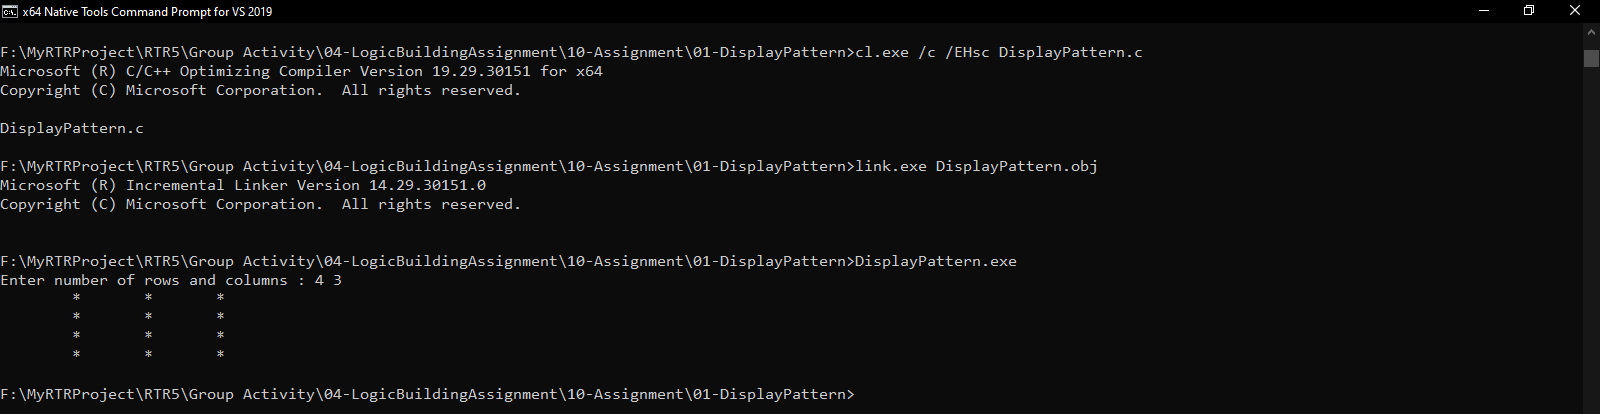 x64 Native Tools Command Prompt for VS 2019
F:\MyRTRProject\RTR5\Group Activity\04-LogicBuildingAssignment\10-Assignment\01-DisplayPattern>cl.exe /c /EHsc DisplayPattern.c
Microsoft (R) C/C++ Optimizing Compiler Version 19.29.30151 for x64
Copyright (C) Microsoft Corporation.  All rights reserved.
DisplayPattern.c
F:\MyRTRProject\RTR5\Group Activity\04-LogicBuildingAssignment\10-Assignment\01-DisplayPattern>link.exe DisplayPattern.obj
Microsoft (R) Incremental Linker Version 14.29.30151.0
Copyright (C) Microsoft Corporation.  All rights reserved.
F:\MyRTRProject\RTR5\Group Activity\04-LogicBuildingAssignment\10-Assignment\01-DisplayPattern>DisplayPattern.exe
Enter number of rows and columns : 4 3
        *       *       *
        *       *       *
        *       *       *
        *       *       *
F:\MyRTRProject\RTR5\Group Activity\04-LogicBuildingAssignment\10-Assignment\01-DisplayPattern>